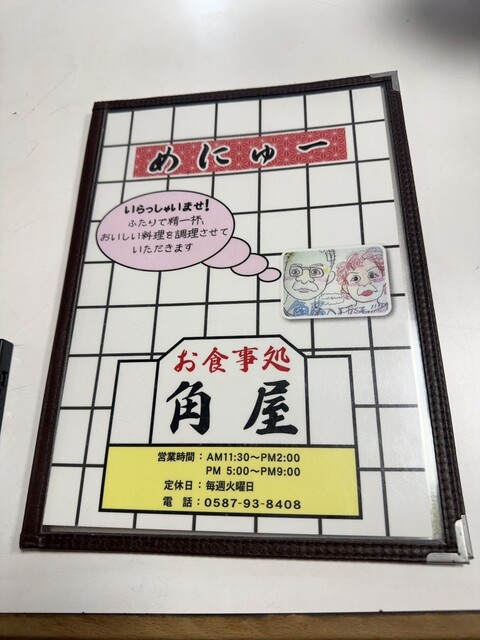 めにゅー
いらっしゃいませ!
ふたりで精一杯、
おいしい料理を調理させて
いただきます
お食事処
角屋
営業時間：AM11:30〜PM2:00
PM 5:00〜PM9:00
定休日：毎週火曜日
電話：0587-93-8408